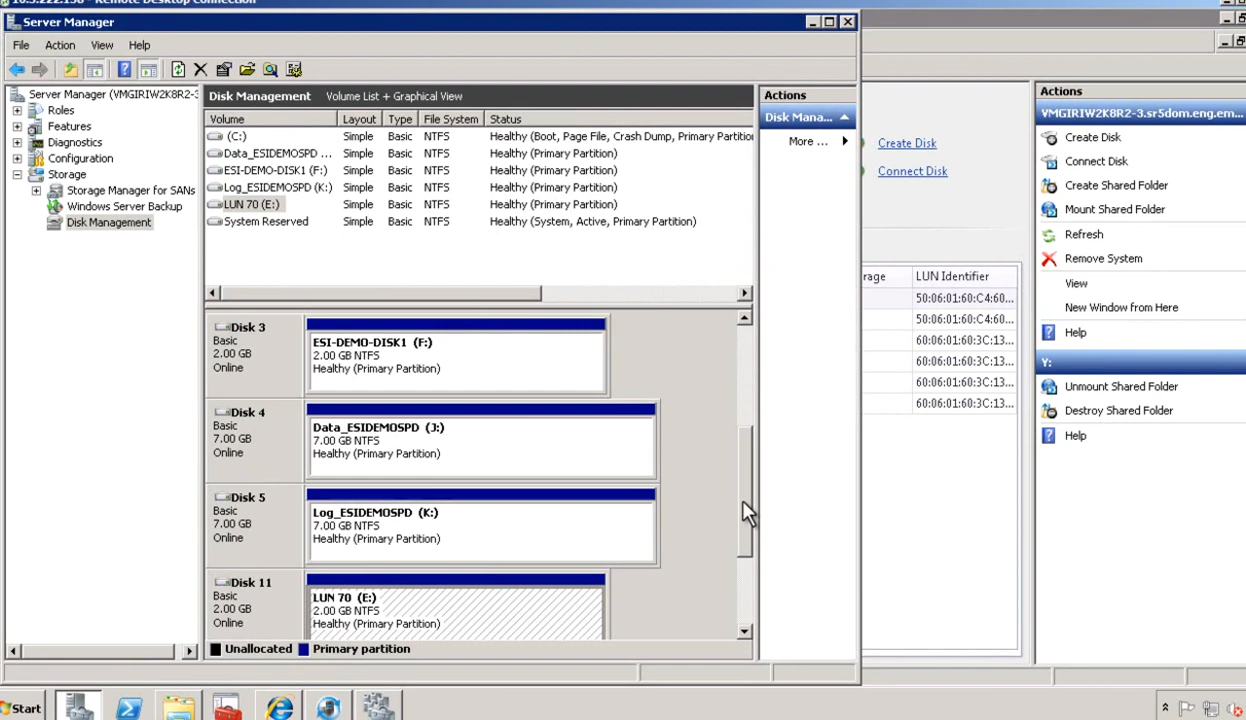 10.5.222.158 - Remote Desktop Connection
Server Manager
File Action View Help
Server Manager (VMGIRIW2K8R2-3
Roles
Features
Diagnostics
Configuration
Storage
Storage Manager for SANs
Windows Server Backup
Disk Management
Disk Management Volume List + Graphical View
Volume Layout Type File System Status
(C:) Simple Basic NTFS Healthy (Boot, Page File, Crash Dump, Primary Partition
Data_ESIDEMOSPD ... Simple Basic NTFS Healthy (Primary Partition)
ESI-DEMO-DISK1 (F:) Simple Basic NTFS Healthy (Primary Partition)
Log_ESIDEMOSPD (K:) Simple Basic NTFS Healthy (Primary Partition)
LUN 70 (E:) Simple Basic NTFS Healthy (Primary Partition)
System Reserved Simple Basic NTFS Healthy (System, Active, Primary Partition)
Disk 3
Basic
2.00 GB
Online
ESI-DEMO-DISK1 (F:)
2.00 GB NTFS
Healthy (Primary Partition)
Disk 4
Basic
7.00 GB
Online
Data_ESIDEMOSPD (J:)
7.00 GB NTFS
Healthy (Primary Partition)
Disk 5
Basic
7.00 GB
Online
Log_ESIDEMOSPD (K:)
7.00 GB NTFS
Healthy (Primary Partition)
Disk 11
Basic
2.00 GB
Online
LUN 70 (E:)
2.00 GB NTFS
Healthy (Primary Partition)
Unallocated Primary partition
Actions
Disk Mana...
More ...
Create Disk
Connect Disk
rage LUN Identifier
50:06:01:60:C4:60...
50:06:01:60:C4:60...
60:06:01:60:3C:13...
60:06:01:60:3C:13...
60:06:01:60:3C:13...
60:06:01:60:3C:13...
Actions
VMGIRIW2K8R2-3.sr5dom.eng.em...
Create Disk
Connect Disk
Create Shared Folder
Mount Shared Folder
Refresh
Remove System
View
New Window from Here
Help
Y:
Unmount Shared Folder
Destroy Shared Folder
Help
Start